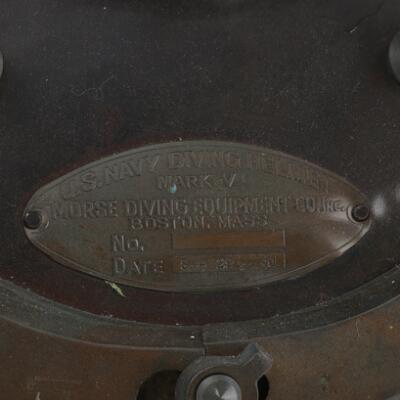 U.S. NAVY DIVING HELMET
MARK V
MORSE DIVING EQUIPMENT CO. INC.
BOSTON, MASS.
No.
DATE